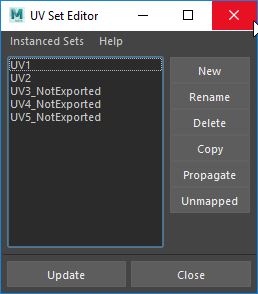 UV Set Editor
Instanced Sets Help
UV1
UV2
UV3_NotExported
UV4_NotExported
UV5_NotExported
New
Rename
Delete
Copy
Propagate
Unmapped
Update Close